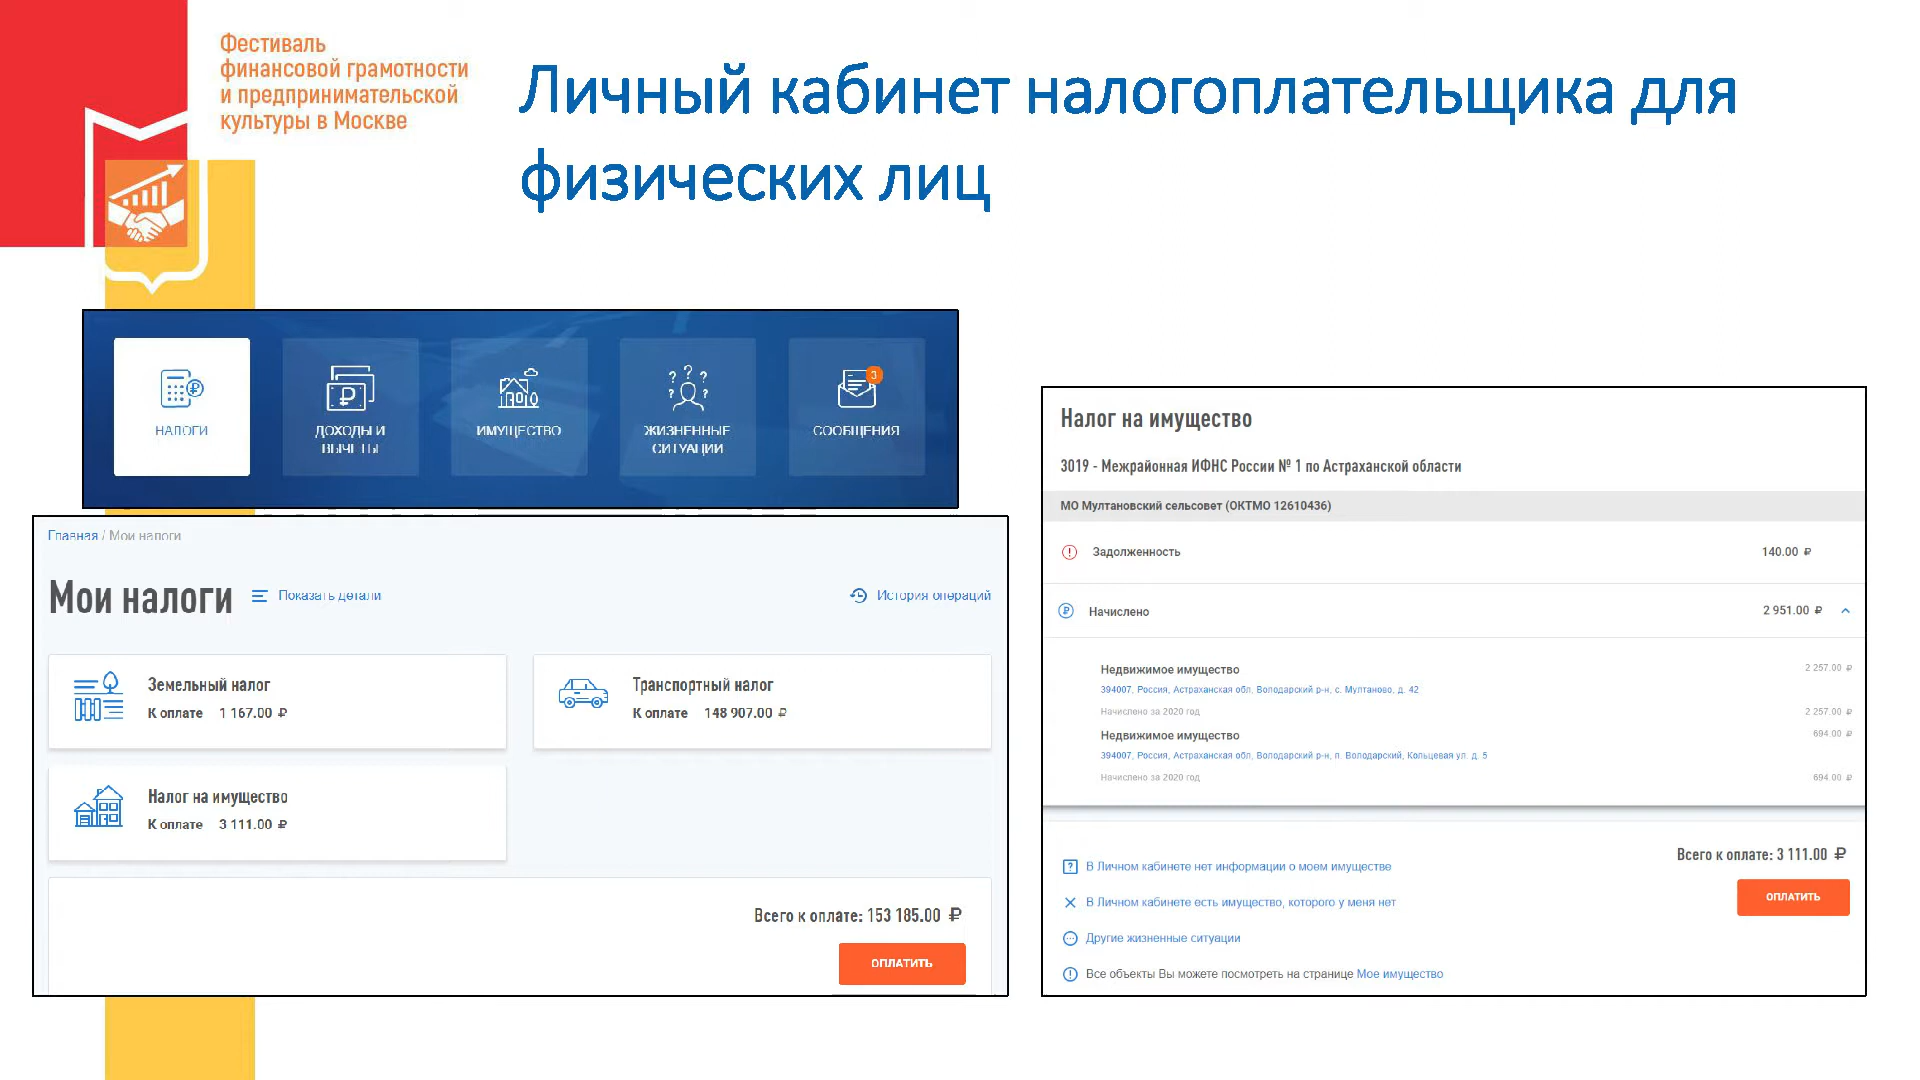 Фестиваль
финансовой грамотности
и предпринимательской
культуры в Москве
Личный кабинет налогоплательщика для
физических лиц
НАЛОГИ
ДОХОДЫ И
ВЫЧЕТЫ
ИМУЩЕСТВО
ЖИЗНЕННЫЕ
СИТУАЦИИ
3
СООБЩЕНИЯ
Главная / Мои налоги
Мои налоги
Показать детали
История операций
Земельный налог
К оплате 1 167.00 ₽
Транспортный налог
К оплате 148 907.00 ₽
Налог на имущество
К оплате 3 111.00 ₽
Всего к оплате: 153 185.00 ₽
ОПЛАТИТЬ
Налог на имущество
3019 - Межрайонная ИФНС России № 1 по Астраханской области
МО Мултановский сельсовет (ОКТМО 12610436)
Задолженность 140.00 ₽
Начислено 2 951.00 ₽
Недвижимое имущество 2 257.00 ₽
394007, Россия, Астраханская обл, Володарский р-н, с. Мултаново, д. 42
Начислено за 2020 год 2 257.00 ₽
Недвижимое имущество 694.00 ₽
394007, Россия, Астраханская обл, Володарский р-н, п. Володарский, Кольцевая ул. д. 5
Начислено за 2020 год 694.00 ₽
Всего к оплате: 3 111.00 ₽
ОПЛАТИТЬ
В Личном кабинете нет информации о моем имуществе
В Личном кабинете есть имущество, которого у меня нет
Другие жизненные ситуации
Все объекты Вы можете посмотреть на странице Мое имущество